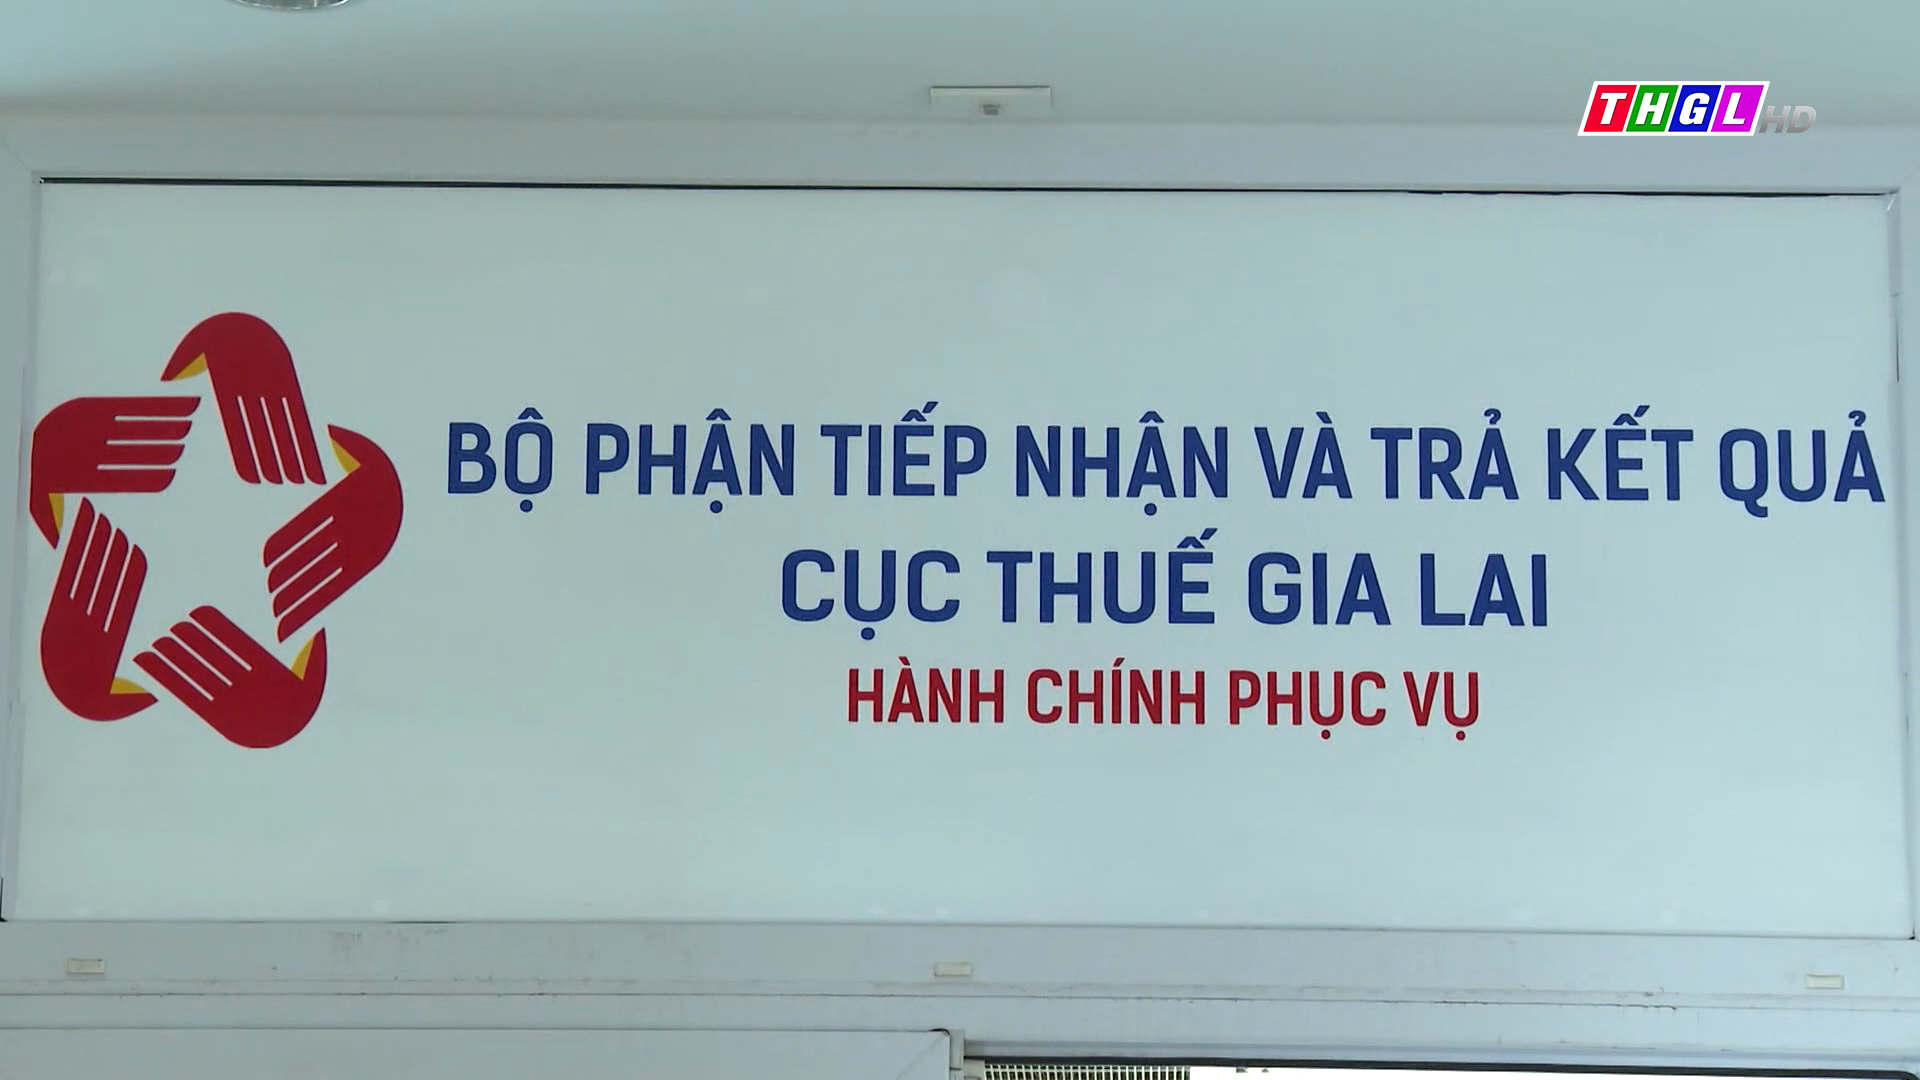 THGL HD
BỘ PHẬN TIẾP NHẬN VÀ TRẢ KẾT QUẢ
CỤC THUẾ GIA LAI
HÀNH CHÍNH PHỤC VỤ